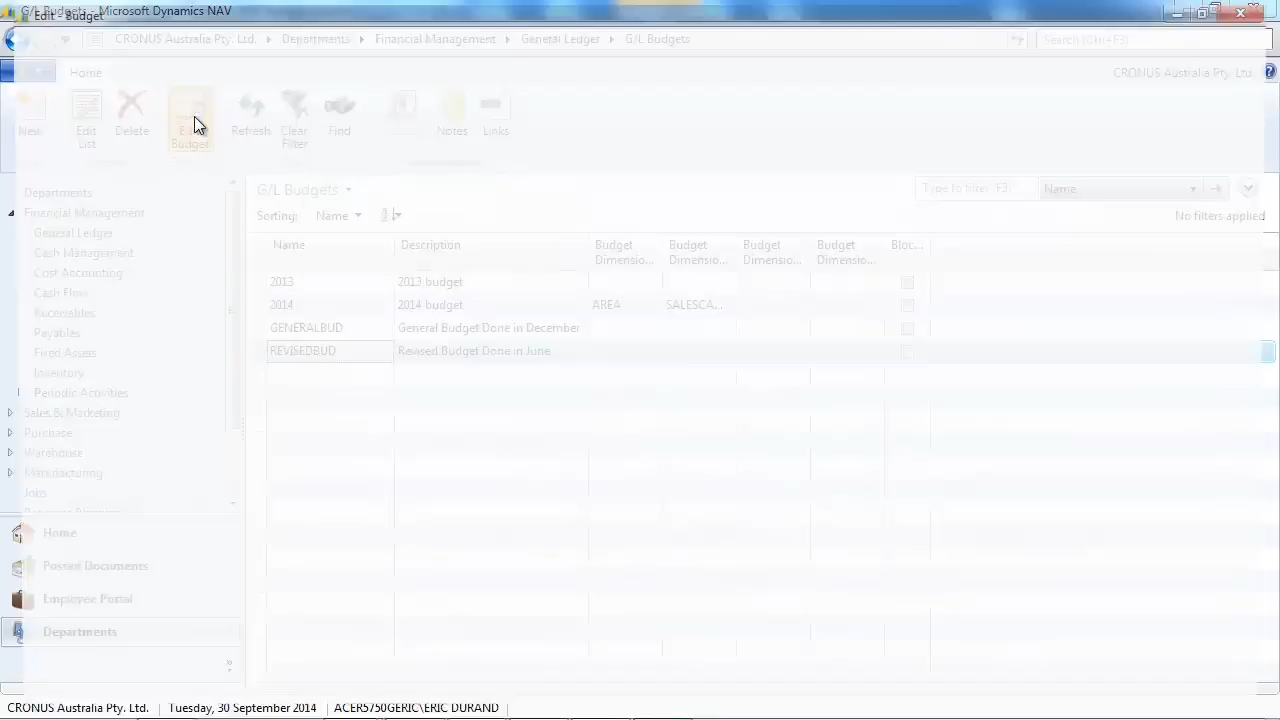 G/L Budgets - Microsoft Dynamics NAV
Edit - Budget
CRONUS Australia Pty. Ltd. Departments Financial Management General Ledger G/L Budgets Search (Ctrl+F3)
Home CRONUS Australia Pty. Ltd.
New Edit List Delete Edit Budget Refresh Clear Filter Find Notes Links
Departments
Financial Management
General Ledger
Cash Management
Cost Accounting
Cash Flow
Receivables
Payables
Fixed Assets
Inventory
Periodic Activities
Sales & Marketing
Purchase
Warehouse
Manufacturing
Jobs
Home
Posted Documents
Employee Portal
Departments
G/L Budgets Type to filter (F3) Name
Sorting: Name No filters applied
Name Description Budget Dimensio... Budget Dimensio... Budget Dimensio... Budget Dimensio... Bloc...
2013 2013 budget
2014 2014 budget AREA SALESCA...
GENERALBUD General Budget Done in December
REVISEDBUD Revised Budget Done in June
CRONUS Australia Pty. Ltd. Tuesday, 30 September 2014 ACER5750GERIC\ERIC DURAND